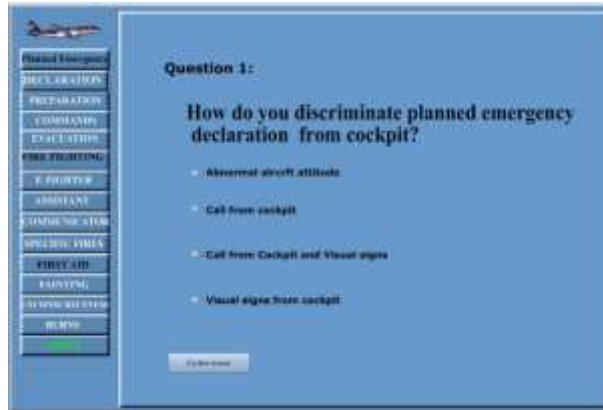 Planned Emergency
DECLARATION
PREPARATION
COMMANDS
EVACUATION
FIRE FIGHTING
F. FIGHTER
ASSISTANT
COMMUNICATOR
SPECIFIC FIRES
FIRST AID
FAINTING
UNCONSCIOUSNESS
BURNS
Question 1:
How do you discriminate planned emergency
declaration from cockpit?
Abnormal aircrft attitude
Call from cockpit
Call from Cockpit and Visual signs
Visual signs from cockpit